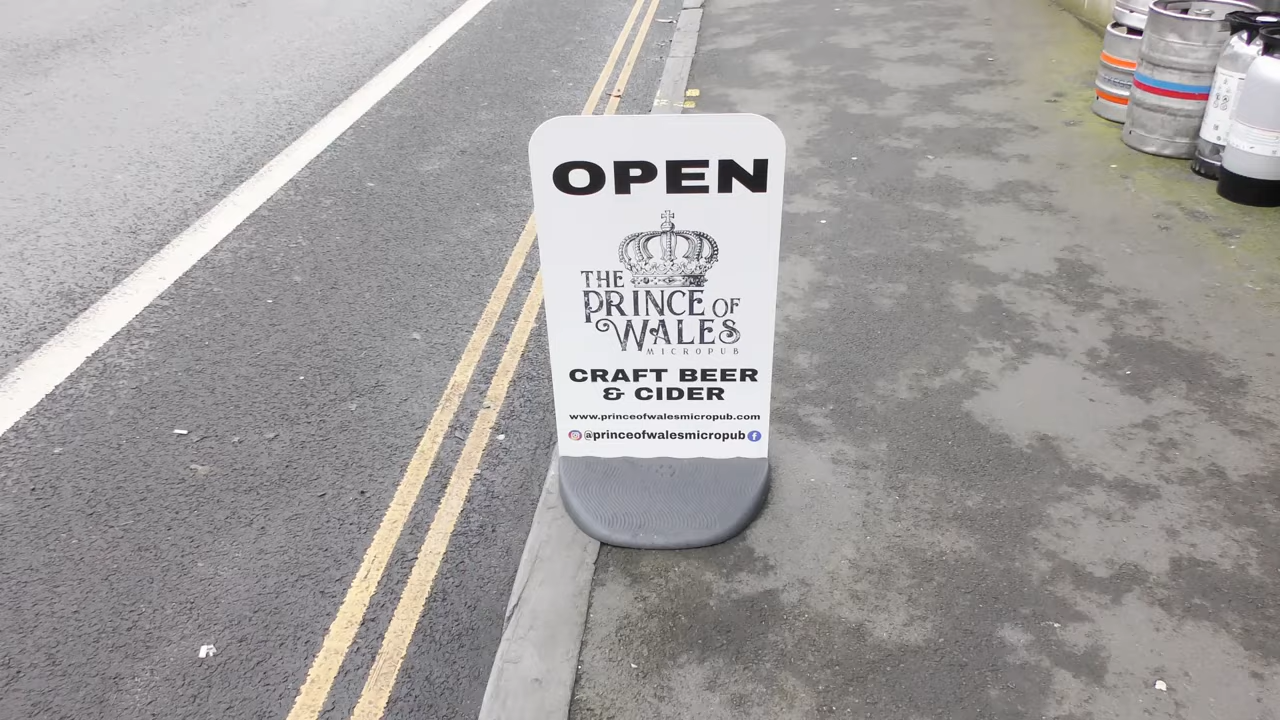 OPEN
THE
PRINCE OF
WALES
MICROPUB
CRAFT BEER
& CIDER
www.princeofwalesmicropub.com
@princeofwalesmicropub